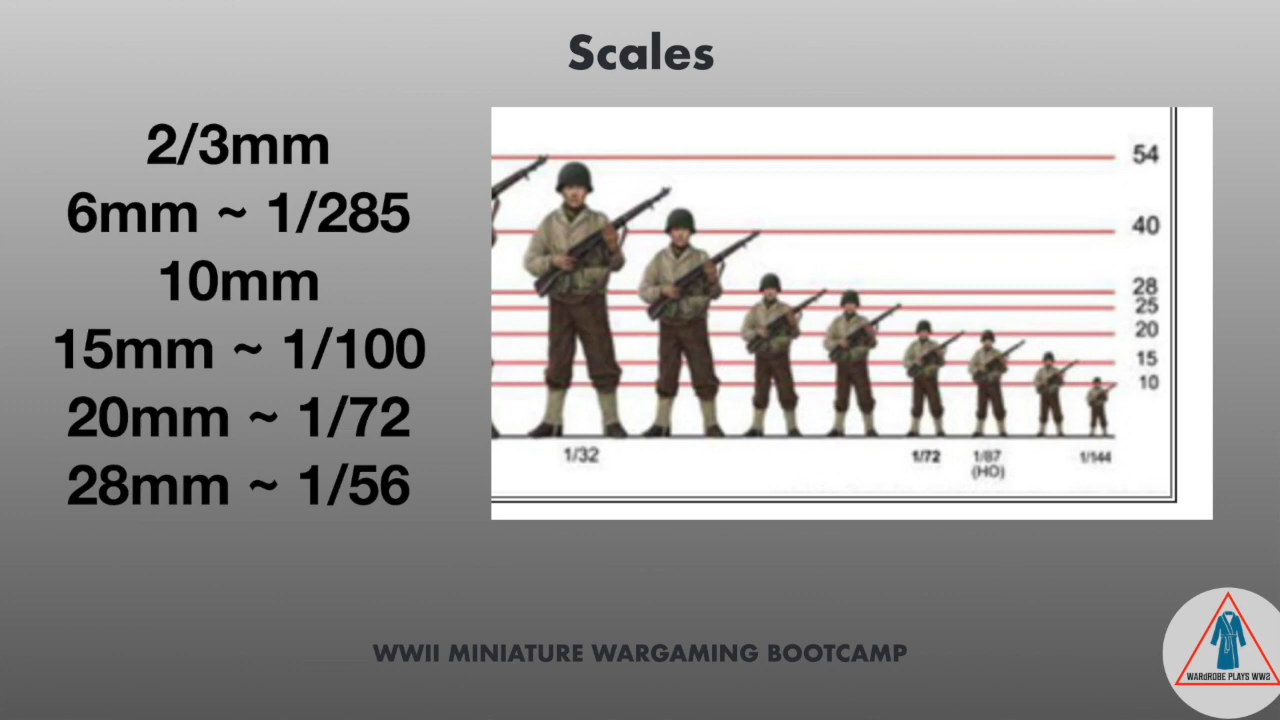 Scales
2/3mm
6mm ~ 1/285
10mm
15mm ~ 1/100
20mm ~ 1/72
28mm ~ 1/56
54
40
28
25
20
15
10
1/32
1/72
1/87
(HO)
1/144
WWII MINIATURE WARGAMING BOOTCAMP
WARdROBE PLAYS WW2